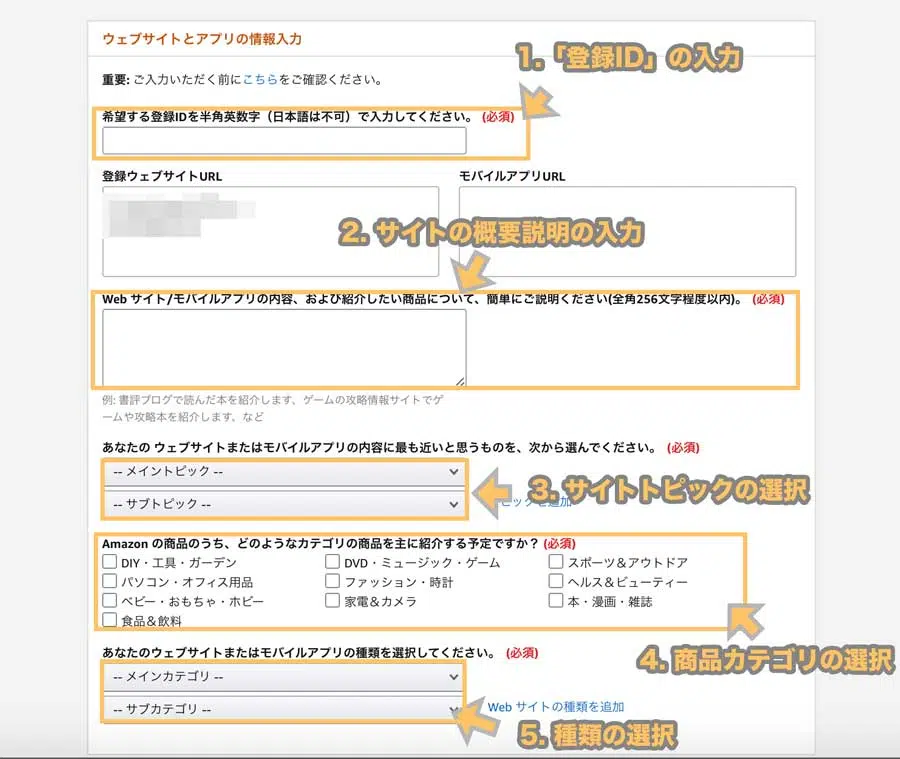 ウェブサイトとアプリの情報入力
1.「登録ID」の入力
重要: ご入力いただく前にこちらをご確認ください。
希望する登録IDを半角英数字（日本語は不可）で入力してください。 (必須)
登録ウェブサイトURL
モバイルアプリURL
2. サイトの概要説明の入力
Web サイト/モバイルアプリの内容、および紹介したい商品について、簡単にご説明ください(全角256文字程度以内)。 (必須)
例: 書評ブログで読んだ本を紹介します、ゲームの攻略情報サイトでゲ
ームや攻略本を紹介します、など
あなたの ウェブサイトまたはモバイルアプリの内容に最も近いと思うものを、次から選んでください。 (必須)
-- メイントピック --
3. サイトトピックの選択
-- サブトピック --
ピックを追加
Amazon の商品のうち、どのようなカテゴリの商品を主に紹介する予定ですか？ (必須)
DIY・工具・ガーデン
DVD・ミュージック・ゲーム
スポーツ＆アウトドア
パソコン・オフィス用品
ファッション・時計
ヘルス＆ビューティー
ベビー・おもちゃ・ホビー
家電＆カメラ
本・漫画・雑誌
食品＆飲料
4. 商品カテゴリの選択
あなたのウェブサイトまたはモバイルアプリの種類を選択してください。 (必須)
-- メインカテゴリ --
-- サブカテゴリ --
Web サイトの種類を追加
5. 種類の選択